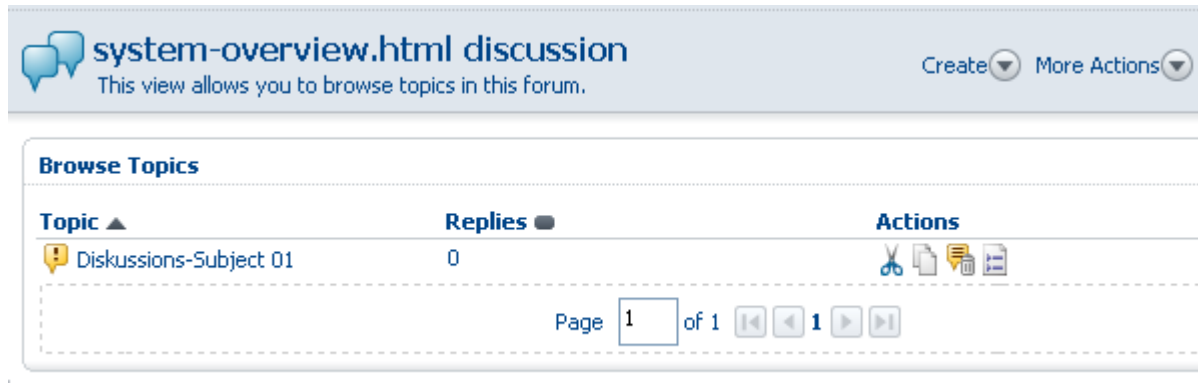 system-overview.html discussion
This view allows you to browse topics in this forum.
Create More Actions
Browse Topics
Topic Replies Actions
Diskussions-Subject 01 0
Page 1 of 1 1